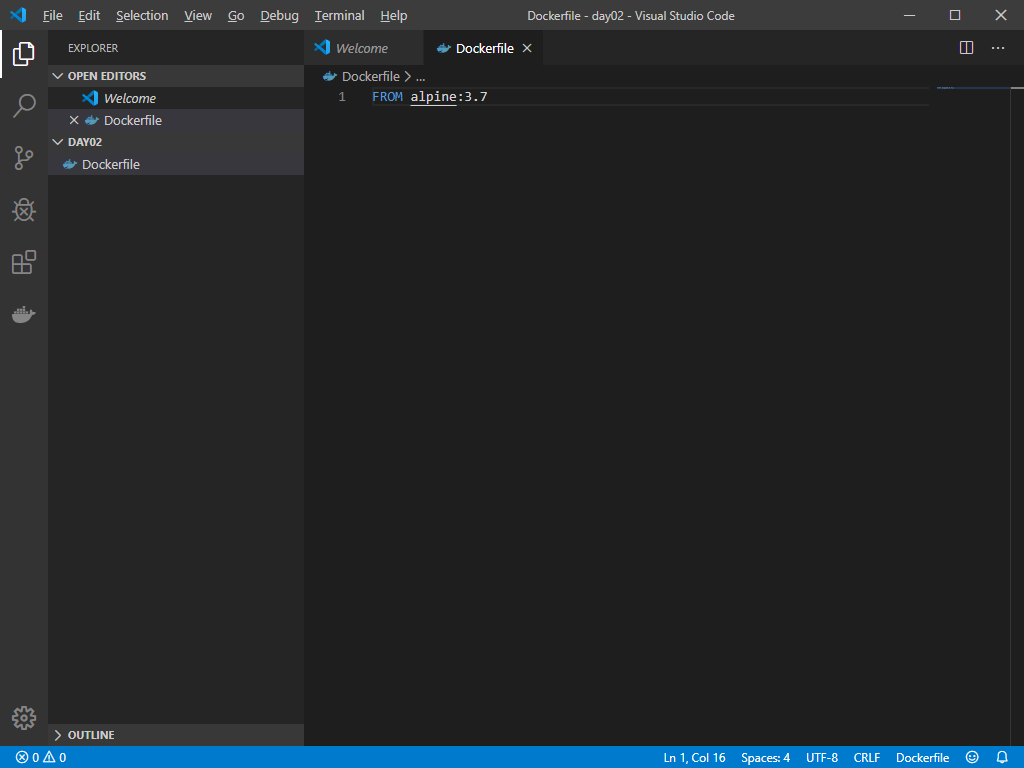 File Edit Selection View Go Debug Terminal Help Dockerfile - day02 - Visual Studio Code
EXPLORER
OPEN EDITORS
Welcome
Dockerfile
DAY02
Dockerfile
OUTLINE
Welcome Dockerfile
Dockerfile > ...
1 FROM alpine:3.7
0 0 Ln 1, Col 16 Spaces: 4 UTF-8 CRLF Dockerfile